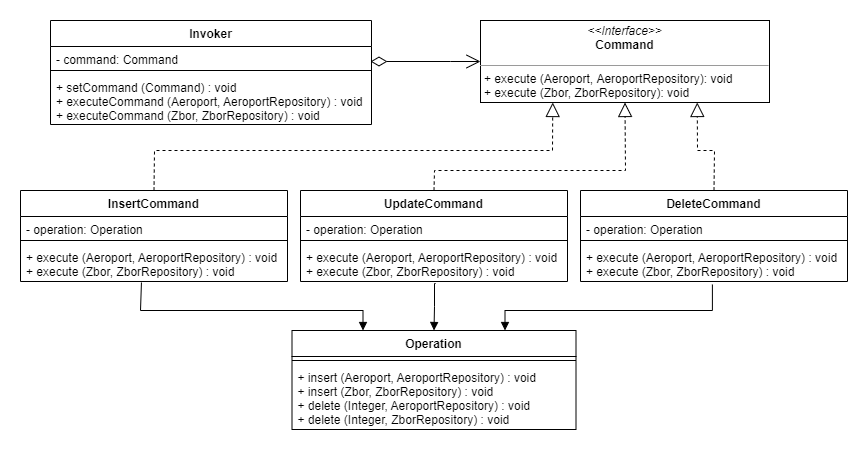 Invoker
- command: Command
+ setCommand (Command) : void
+ executeCommand (Aeroport, AeroportRepository) : void
+ executeCommand (Zbor, ZborRepository) : void
<<Interface>>
Command
+ execute (Aeroport, AeroportRepository): void
+ execute (Zbor, ZborRepository): void
InsertCommand
- operation: Operation
+ execute (Aeroport, AeroportRepository) : void
+ execute (Zbor, ZborRepository) : void
UpdateCommand
- operation: Operation
+ execute (Aeroport, AeroportRepository) : void
+ execute (Zbor, ZborRepository) : void
DeleteCommand
- operation: Operation
+ execute (Aeroport, AeroportRepository) : void
+ execute (Zbor, ZborRepository) : void
Operation
+ insert (Aeroport, AeroportRepository) : void
+ insert (Zbor, ZborRepository) : void
+ delete (Integer, AeroportRepository) : void
+ delete (Integer, ZborRepository) : void